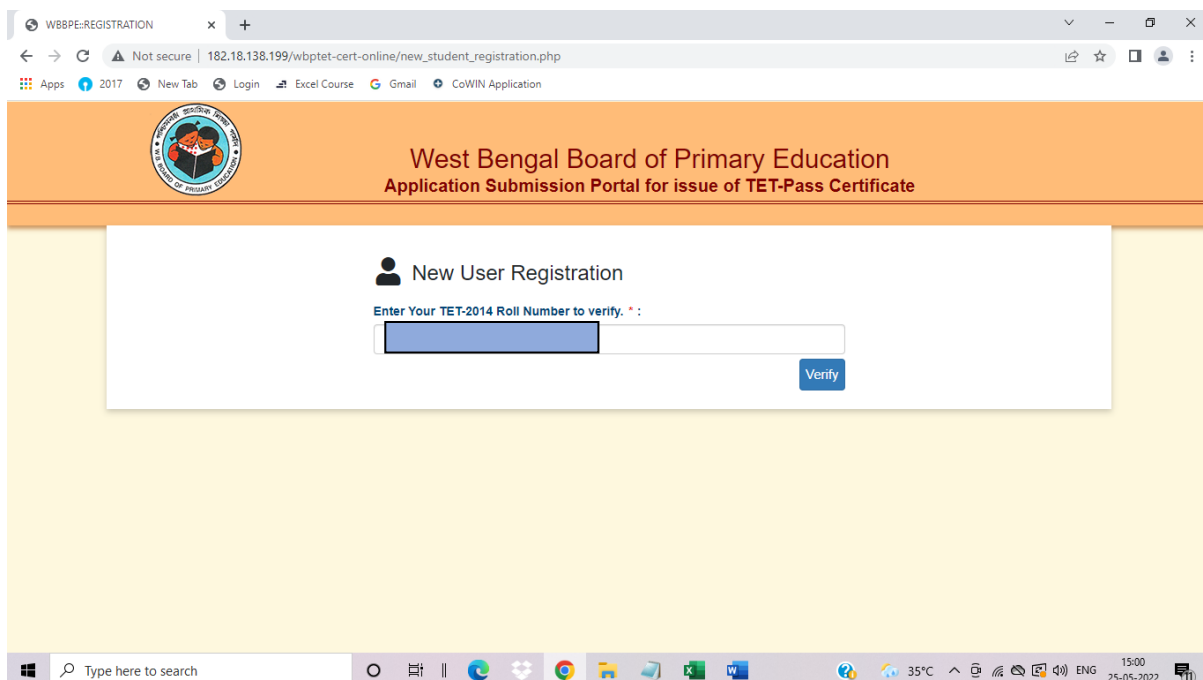 WBBPE::REGISTRATION
Not secure | 182.18.138.199/wbptet-cert-online/new_student_registration.php
Apps 2017 New Tab Login Excel Course Gmail CoWIN Application
West Bengal Board of Primary Education
Application Submission Portal for issue of TET-Pass Certificate
New User Registration
Enter Your TET-2014 Roll Number to verify. * :
Verify
Type here to search
35°C ENG 15:00
25-05-2022